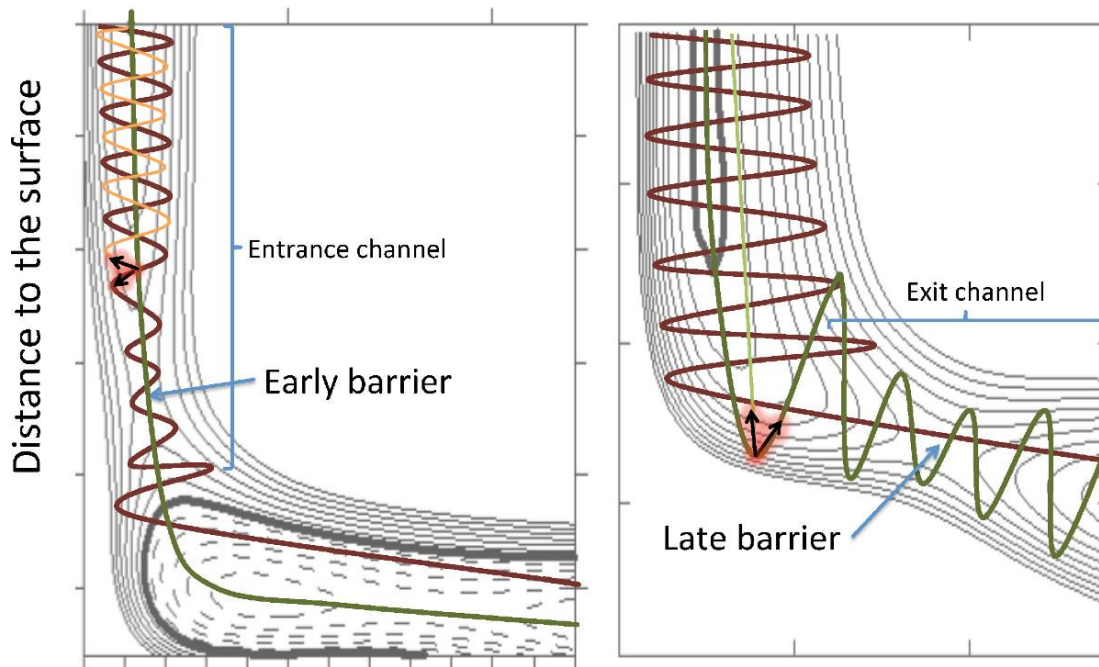 Distance to the surface
Entrance channel
Early barrier
Exit channel
Late barrier